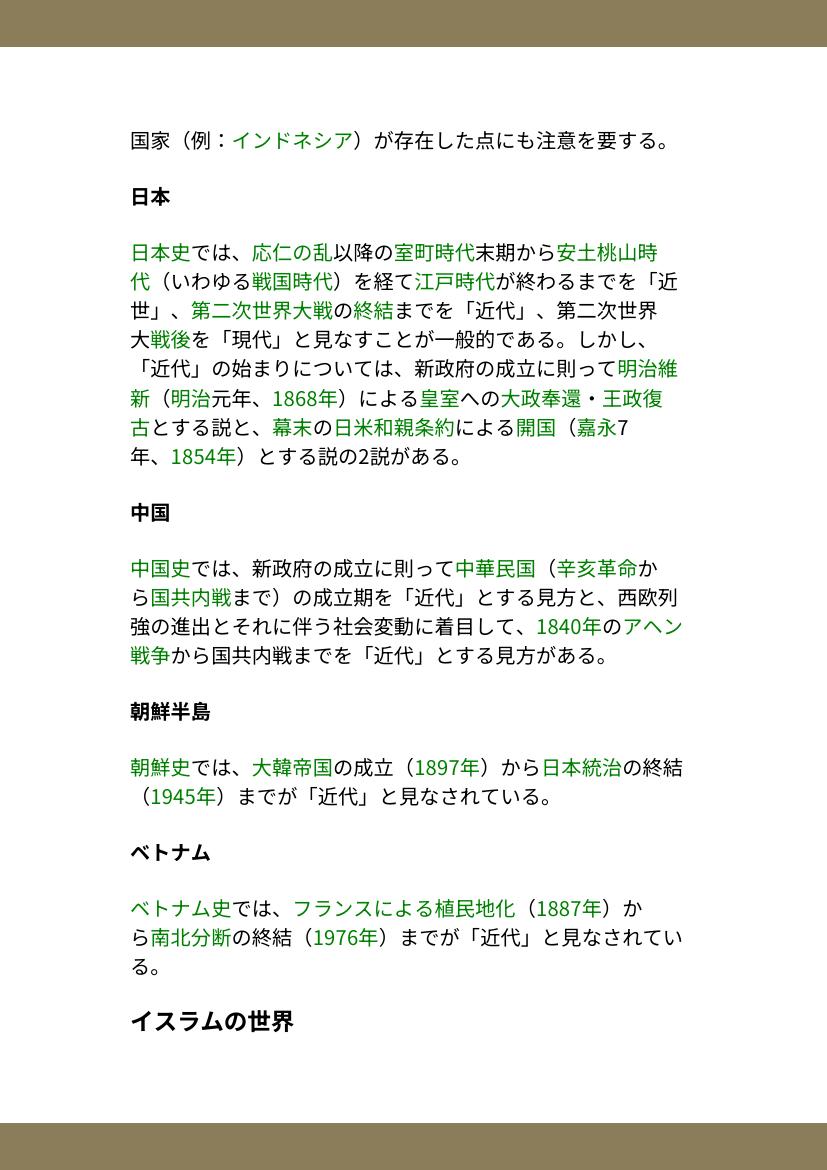 国家（例：インドネシア）が存在した点にも注意を要する。
日本
日本史では、応仁の乱以降の室町時代末期から安土桃山時
代（いわゆる戦国時代）を経て江戸時代が終わるまでを「近
世」、第二次世界大戦の終結までを「近代」、第二次世界
大戦後を「現代」と見なすことが一般的である。しかし、
「近代」の始まりについては、新政府の成立に則って明治維
新（明治元年、1868年）による皇室への大政奉還・王政復
古とする説と、幕末の日米和親条約による開国（嘉永7
年、1854年）とする説の2説がある。
中国
中国史では、新政府の成立に則って中華民国（辛亥革命か
ら国共内戦まで）の成立期を「近代」とする見方と、西欧列
強の進出とそれに伴う社会変動に着目して、1840年のアヘン
戦争から国共内戦までを「近代」とする見方がある。
朝鮮半島
朝鮮史では、大韓帝国の成立（1897年）から日本統治の終結
（1945年）までが「近代」と見なされている。
ベトナム
ベトナム史では、フランスによる植民地化（1887年）か
ら南北分断の終結（1976年）までが「近代」と見なされてい
る。
イスラムの世界